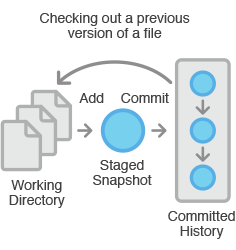 Checking out a previous
version of a file
Add
Commit
Staged
Snapshot
Working
Directory
Committed
History